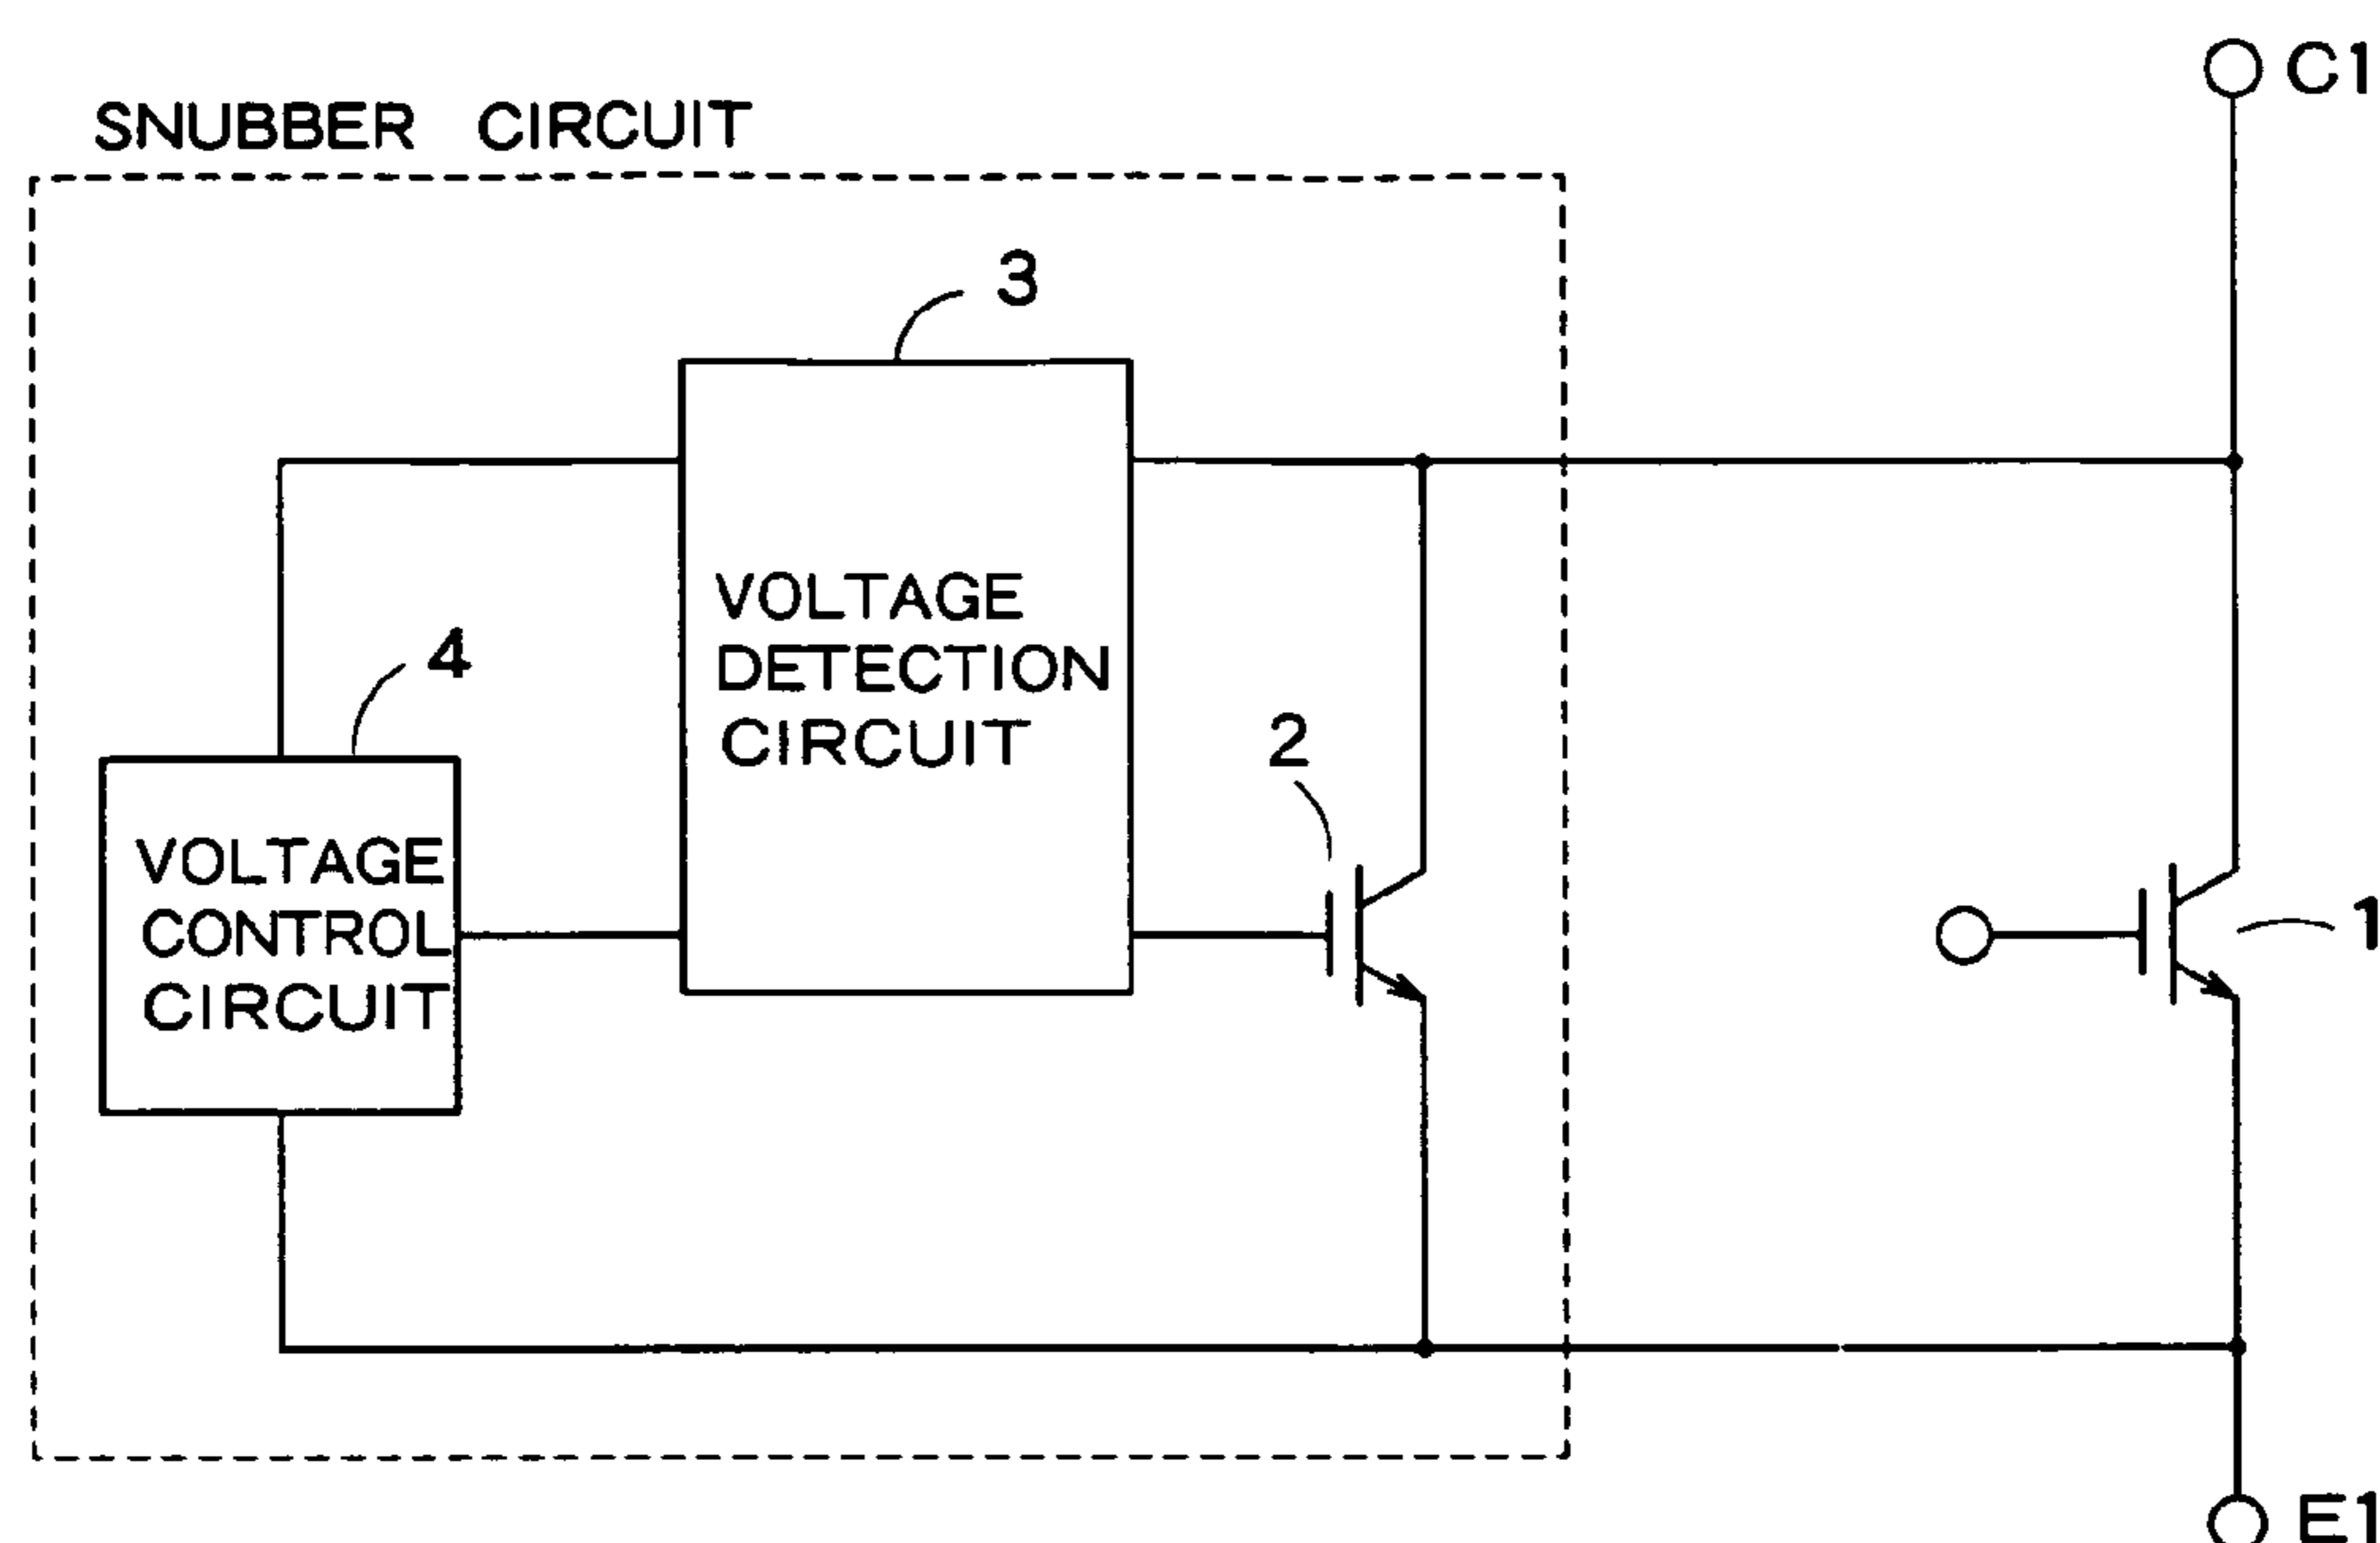 C1
SNUBBER CIRCUIT
3
VOLTAGE
DETECTION
CIRCUIT
4
2
VOLTAGE
CONTROL
CIRCUIT
1
E1